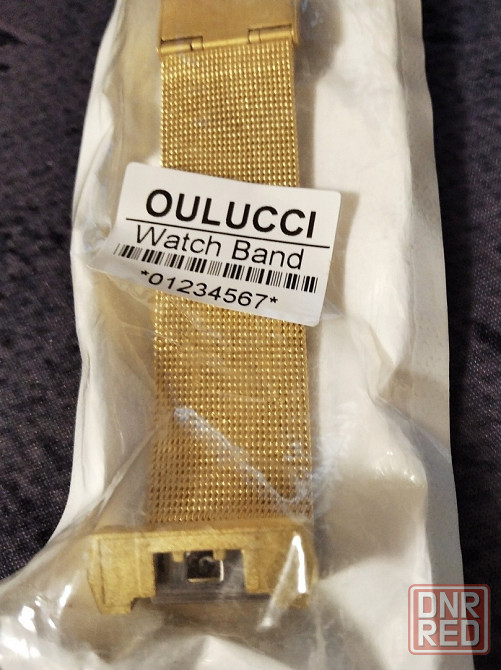 OULUCCI
Watch Band
*01234567*
DNR
RED